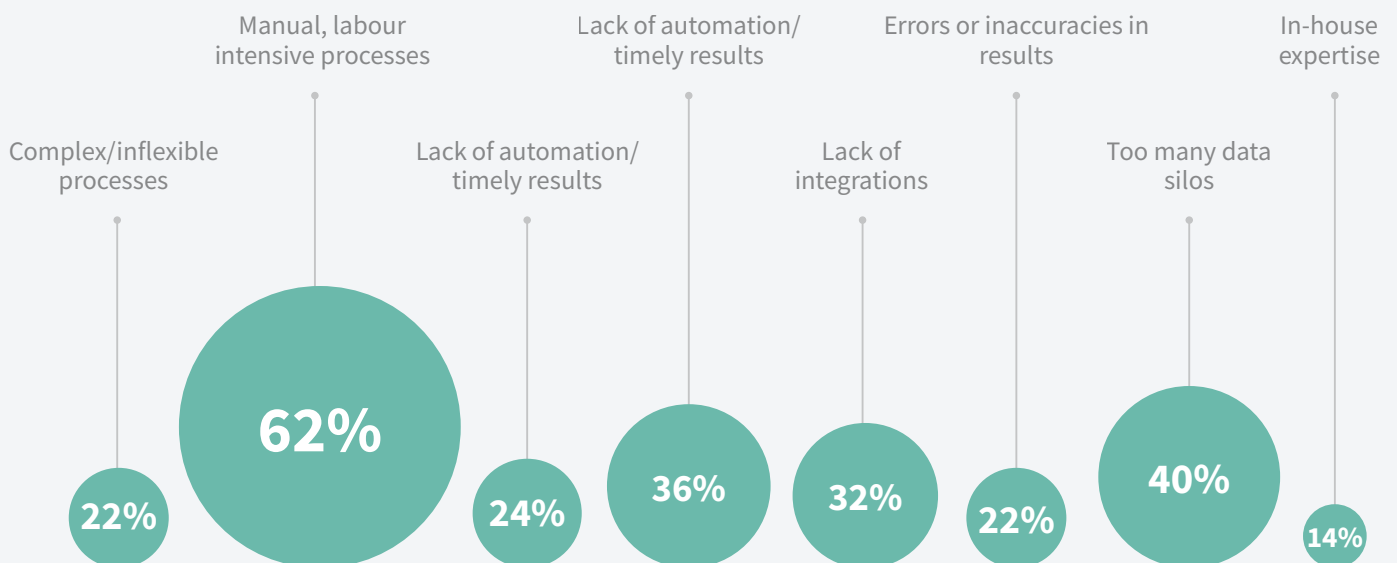 Manual, labour
intensive processes
Lack of automation/
timely results
Errors or inaccuracies in
results
In-house
expertise
Complex/inflexible
processes
Lack of automation/
timely results
Lack of
integrations
Too many data
silos
22%
62%
24%
36%
32%
22%
40%
14%